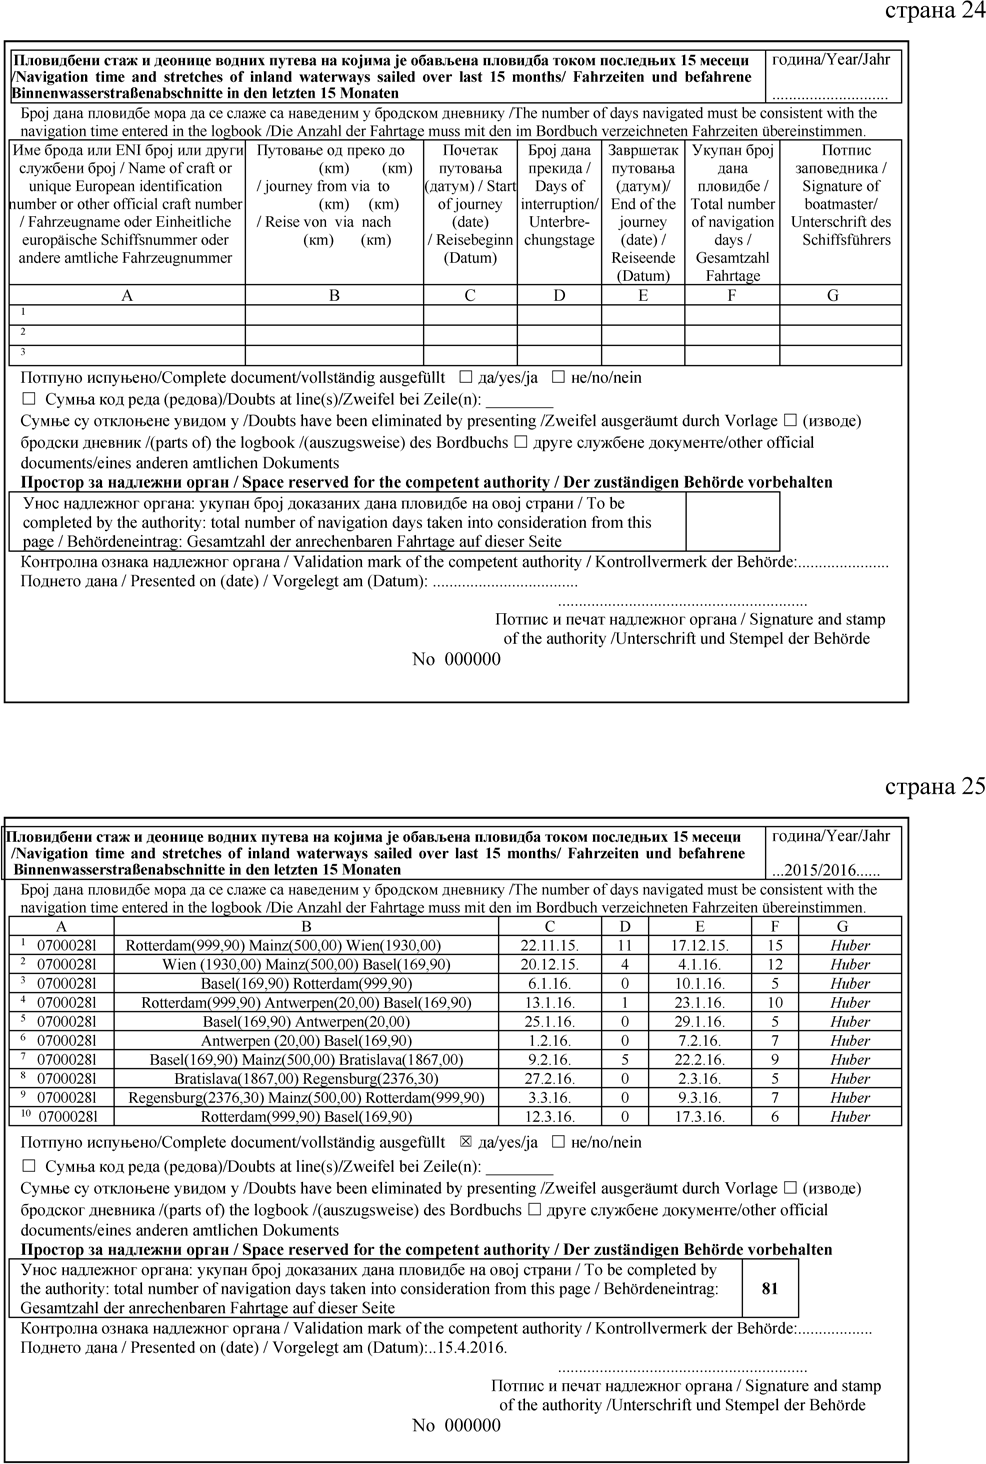 страна 24
Пловидбени стаж и деонице водних путева на којима је обављена пловидба током последњих 15 месеци
/Navigation time and stretches of inland waterways sailed over last 15 months/ Fahrzeiten und befahrene
Binnenwasserstraßenabschnitte in den letzten 15 Monaten
година/Year/Jahr
............................
Број дана пловидбе мора да се слаже са наведеним у бродском дневнику /The number of days navigated must be consistent with the
navigation time entered in the logbook /Die Anzahl der Fahrtage muss mit den im Bordbuch verzeichneten Fahrzeiten übereinstimmen.
Име брода или ENI број или други
службени број / Name of craft or
unique European identification
number or other official craft number
/ Fahrzeugname oder Einheitliche
europäische Schiffsnummer oder
andere amtliche Fahrzeugnummer
Путовање од преко до
(км) (км)
/ journey from via to
(км) (км)
/ Reise von via nach
(км) (км)
Почетак
путовања
(датум) / Start
of journey
(date)
/ Reisebeginn
(Datum)
Број дана
прекида /
Days of
interruption/
Unterbre-
chungstage
Завршетак
путовања
(датум)/
End of the
journey
(date) /
Reiseende
(Datum)
Укупан број
дана
пловидбе /
Total number
of navigation
days /
Gesamtzahl
Fahrtage
Потпис
заповедника /
Signature of
boatmaster/
Unterschrift des
Schiffsführers
A B C D E F G
1
2
3
Потпуно испуњено/Complete document/vollständig ausgefüllt ☐ да/yes/ja ☐ не/no/nein
☐ Сумња код реда (редова)/Doubts at line(s)/Zweifel bei Zeile(n): ________
Сумње су отклоњене увидом у /Doubts have been eliminated by presenting /Zweifel ausgeräumt durch Vorlage ☐ (изводе)
бродски дневник /(parts of) the logbook /(auszugsweise) des Bordbuchs ☐ друге службене документе/other official
documents/eines anderen amtlichen Dokuments
Простор за надлежни орган / Space reserved for the competent authority / Der zuständigen Behörde vorbehalten
Унос надлежног органа: укупан број доказаних дана пловидбе на овој страни / To be
completed by the authority: total number of navigation days taken into consideration from this
page / Behördeneintrag: Gesamtzahl der anrechenbaren Fahrtage auf dieser Seite
Контролна ознака надлежног органа / Validation mark of the competent authority / Kontrollvermerk der Behörde:......................
Поднето дана / Presented on (date) / Vorgelegt am (Datum): ...................................
............................................................
Потпис и печат надлежног органа / Signature and stamp
of the authority /Unterschrift und Stempel der Behörde
No 000000
страна 25
Пловидбени стаж и деонице водних путева на којима је обављена пловидба током последњих 15 месеци
/Navigation time and stretches of inland waterways sailed over last 15 months/ Fahrzeiten und befahrene
Binnenwasserstraßenabschnitte in den letzten 15 Monaten
година/Year/Jahr
...2015/2016......
Број дана пловидбе мора да се слаже са наведеним у бродском дневнику /The number of days navigated must be consistent with the
navigation time entered in the logbook /Die Anzahl der Fahrtage muss mit den im Bordbuch verzeichneten Fahrzeiten übereinstimmen.
A B C D E F G
1 0700028l Rotterdam(999,90) Mainz(500,00) Wien(1930,00) 22.11.15. 11 17.12.15. 15 Huber
2 0700028l Wien (1930,00) Mainz(500,00) Basel(169,90) 20.12.15. 4 4.1.16. 12 Huber
3 0700028l Basel(169,90) Rotterdam(999,90) 6.1.16. 0 10.1.16. 5 Huber
4 0700028l Rotterdam(999,90) Antwerpen(20,00) Basel(169,90) 13.1.16. 1 23.1.16. 10 Huber
5 0700028l Basel(169,90) Antwerpen(20,00) 25.1.16. 0 29.1.16. 5 Huber
6 0700028l Antwerpen (20,00) Basel(169,90) 1.2.16. 0 7.2.16. 7 Huber
7 0700028l Basel(169,90) Mainz(500,00) Bratislava(1867,00) 9.2.16. 5 22.2.16. 9 Huber
8 0700028l Bratislava(1867,00) Regensburg(2376,30) 27.2.16. 0 2.3.16. 5 Huber
9 0700028l Regensburg(2376,30) Mainz(500,00) Rotterdam(999,90) 3.3.16. 0 9.3.16. 7 Huber
10 0700028l Rotterdam(999,90) Basel(169,90) 12.3.16. 0 17.3.16. 6 Huber
Потпуно испуњено/Complete document/vollständig ausgefüllt ☒ да/yes/ja ☐ не/no/nein
☐ Сумња код реда (редова)/Doubts at line(s)/Zweifel bei Zeile(n): ________
Сумње су отклоњене увидом у /Doubts have been eliminated by presenting /Zweifel ausgeräumt durch Vorlage ☐ (изводе)
бродског дневника /(parts of) the logbook /(auszugsweise) des Bordbuchs ☐ друге службене документе/other official
documents/eines anderen amtlichen Dokuments
Простор за надлежни орган / Space reserved for the competent authority / Der zuständigen Behörde vorbehalten
Унос надлежног органа: укупан број доказаних дана пловидбе на овој страни / To be completed by
the authority: total number of navigation days taken into consideration from this page / Behördeneintrag:
Gesamtzahl der anrechenbaren Fahrtage auf dieser Seite
81
Контролна ознака надлежног органа / Validation mark of the competent authority / Kontrollvermerk der Behörde:..................
Поднето дана / Presented on (date) / Vorgelegt am (Datum):..15.4.2016.
............................................................
Потпис и печат надлежног органа / Signature and stamp
of the authority /Unterschrift und Stempel der Behörde
No 000000